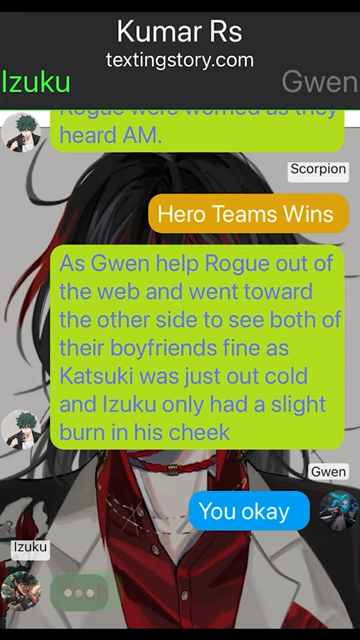 Kumar Rs
textingstory.com
Izuku
Gwen
Rogue were worried as they
heard AM.
Scorpion
Hero Teams Wins
As Gwen help Rogue out of
the web and went toward
the other side to see both of
their boyfriends fine as
Katsuki was just out cold
and Izuku only had a slight
burn in his cheek
Gwen
You okay
Izuku